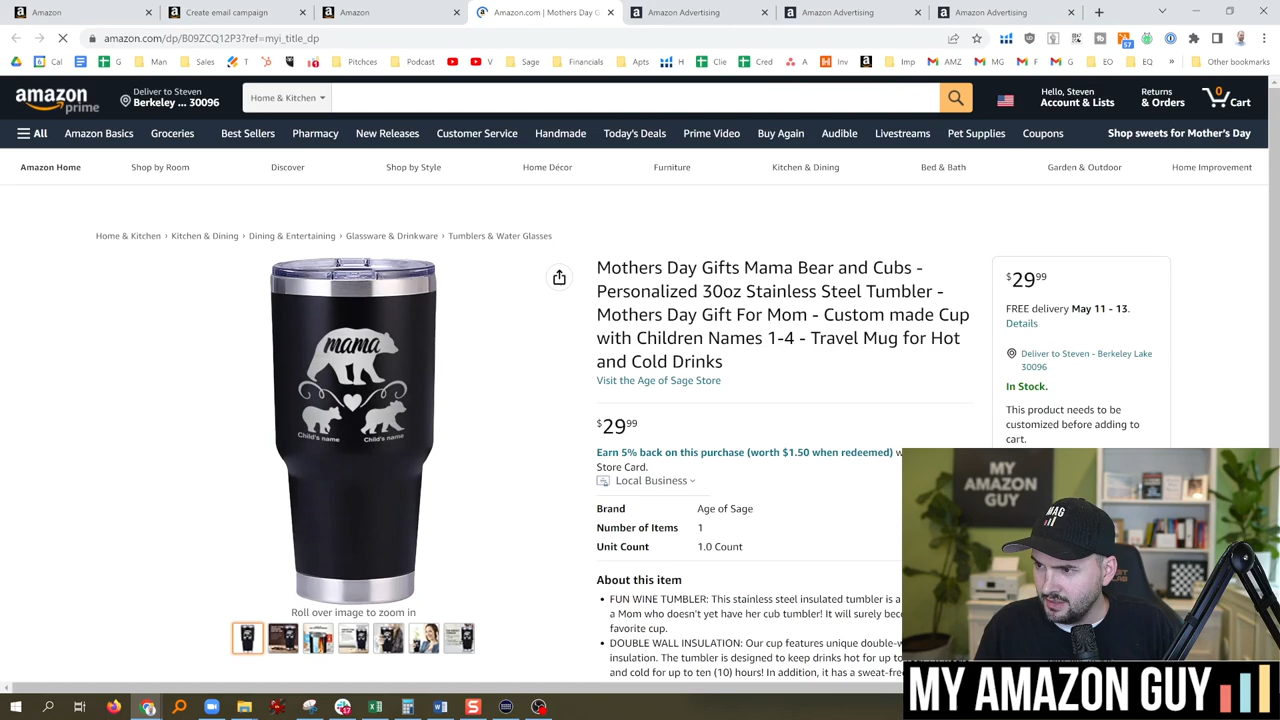 Amazon
Create email campaign
Amazon
Amazon.com | Mothers Day G
Amazon Advertising
Amazon Advertising
Amazon Advertising
amazon.com/dp/B09ZCQ12P3?ref=myi_title_dp
57
Cal
G
Man
Sales
T
Pitchces
Podcast
V
Sage
Financials
Apts
H
Clie
Cred
A
Inv
Imp
AMZ
MG
F
G
EO
EQ
»
Other bookmarks
amazon prime
Deliver to Steven
Berkeley ... 30096
Home & Kitchen
Hello, Steven
Account & Lists
Returns
& Orders
0
Cart
All
Amazon Basics
Groceries
Best Sellers
Pharmacy
New Releases
Customer Service
Handmade
Today's Deals
Prime Video
Buy Again
Audible
Livestreams
Pet Supplies
Coupons
Shop sweets for Mother's Day
Amazon Home
Shop by Room
Discover
Shop by Style
Home Décor
Furniture
Kitchen & Dining
Bed & Bath
Garden & Outdoor
Home Improvement
Home & Kitchen › Kitchen & Dining › Dining & Entertaining › Glassware & Drinkware › Tumblers & Water Glasses
mama
Child's name
Child's name
Roll over image to zoom in
Mothers Day Gifts Mama Bear and Cubs -
Personalized 30oz Stainless Steel Tumbler -
Mothers Day Gift For Mom - Custom made Cup
with Children Names 1-4 - Travel Mug for Hot
and Cold Drinks
Visit the Age of Sage Store
$29.99
Earn 5% back on this purchase (worth $1.50 when redeemed) w
Store Card.
Local Business
Brand Age of Sage
Number of Items 1
Unit Count 1.0 Count
About this item
• FUN WINE TUMBLER: This stainless steel insulated tumbler is a
a Mom who doesn't yet have her cub tumbler! It will surely bec
favorite cup.
• DOUBLE WALL INSULATION: Our cup features unique double-w
insulation. The tumbler is designed to keep drinks hot for up to
and cold for up to ten (10) hours! In addition, it has a sweat-fre
$29.99
FREE delivery May 11 - 13.
Details
Deliver to Steven - Berkeley Lake
30096
In Stock.
This product needs to be
customized before adding to
cart.
MY
AMAZON
GUY
MAG
MY AMAZON GUY